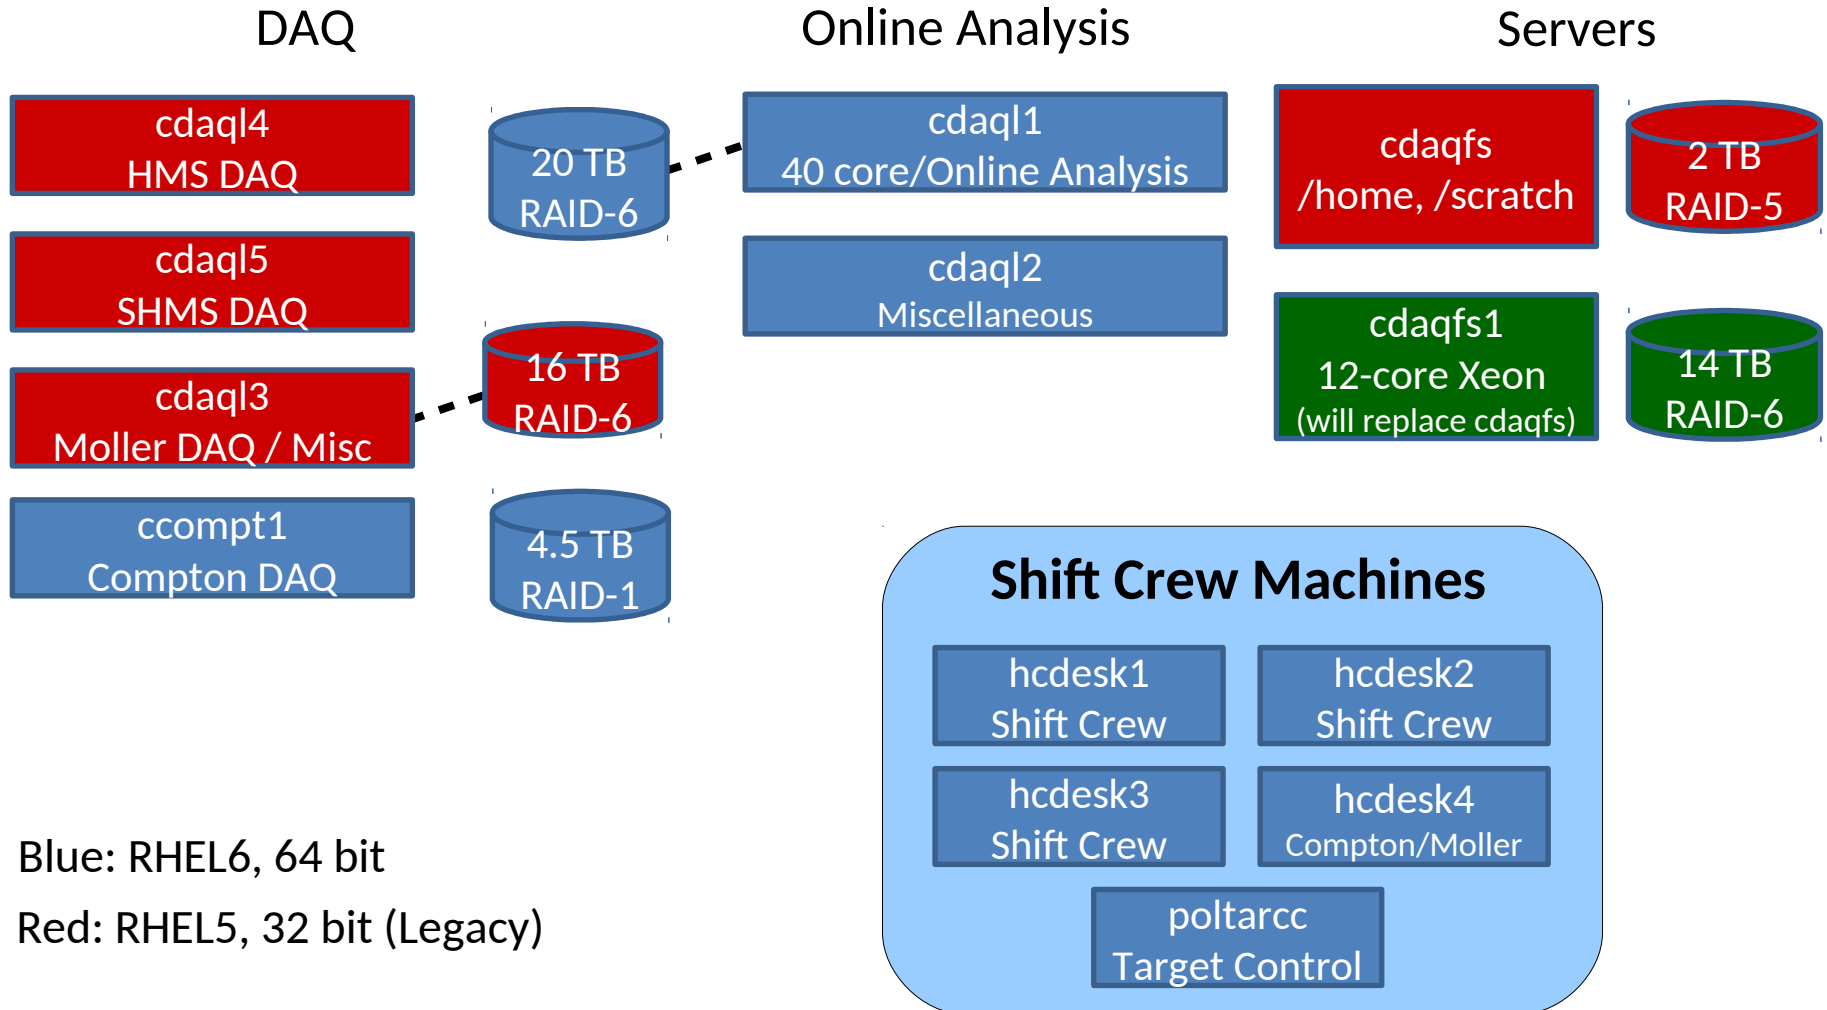 DAQ
Online Analysis
Servers
cdaql4
HMS DAQ
20 TB
RAID-6
cdaql1
40 core/Online Analysis
cdaqfs
/home, /scratch
2 TB
RAID-5
cdaql5
SHMS DAQ
cdaql2
Miscellaneous
cdaqfs1
12-core Xeon
(will replace cdaqfs)
14 TB
RAID-6
cdaql3
Moller DAQ / Misc
16 TB
RAID-6
ccompt1
Compton DAQ
4.5 TB
RAID-1
Shift Crew Machines
hcdesk1
Shift Crew
hcdesk2
Shift Crew
hcdesk3
Shift Crew
hcdesk4
Compton/Moller
poltarcc
Target Control
Blue: RHEL6, 64 bit
Red: RHEL5, 32 bit (Legacy)